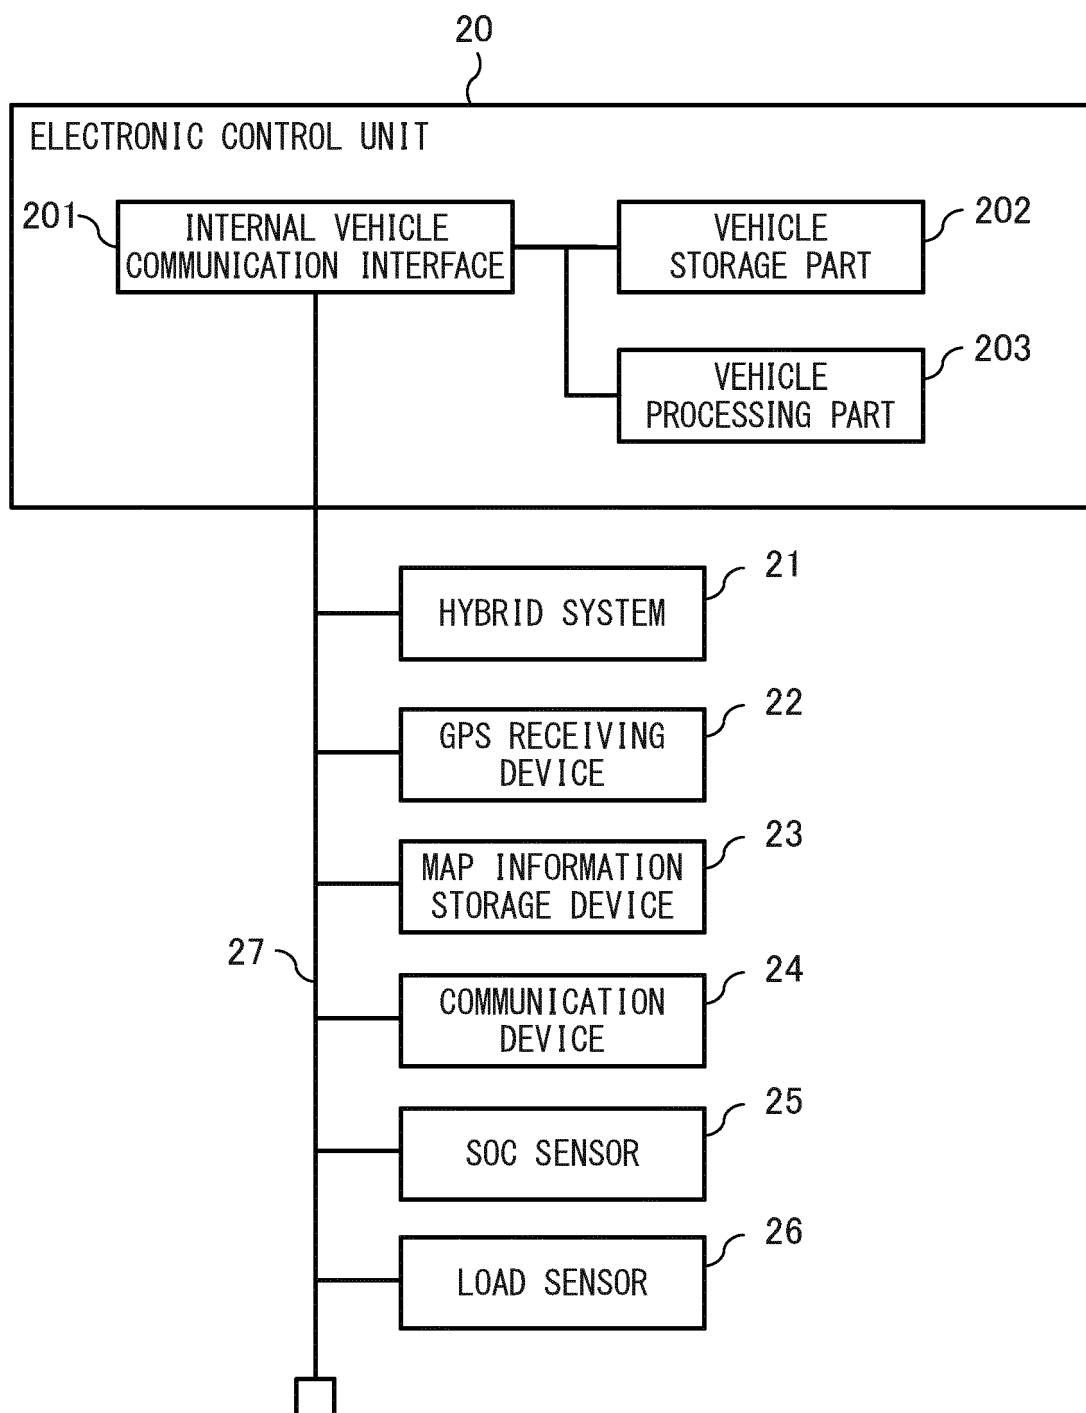 20
ELECTRONIC CONTROL UNIT
201
INTERNAL VEHICLE
COMMUNICATION INTERFACE
VEHICLE
STORAGE PART
202
VEHICLE
PROCESSING PART
203
HYBRID SYSTEM
21
GPS RECEIVING
DEVICE
22
MAP INFORMATION
STORAGE DEVICE
23
27
COMMUNICATION
DEVICE
24
SOC SENSOR
25
LOAD SENSOR
26